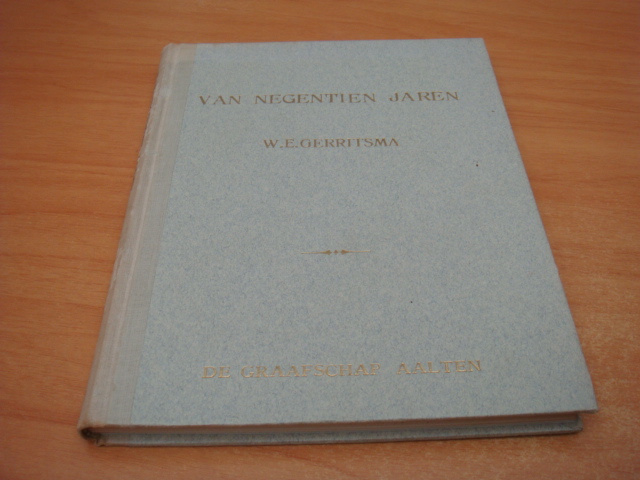 VAN NEGENTIEN JAREN
W.E.GERRITSMA
DE GRAAFSCHAP AALTEN